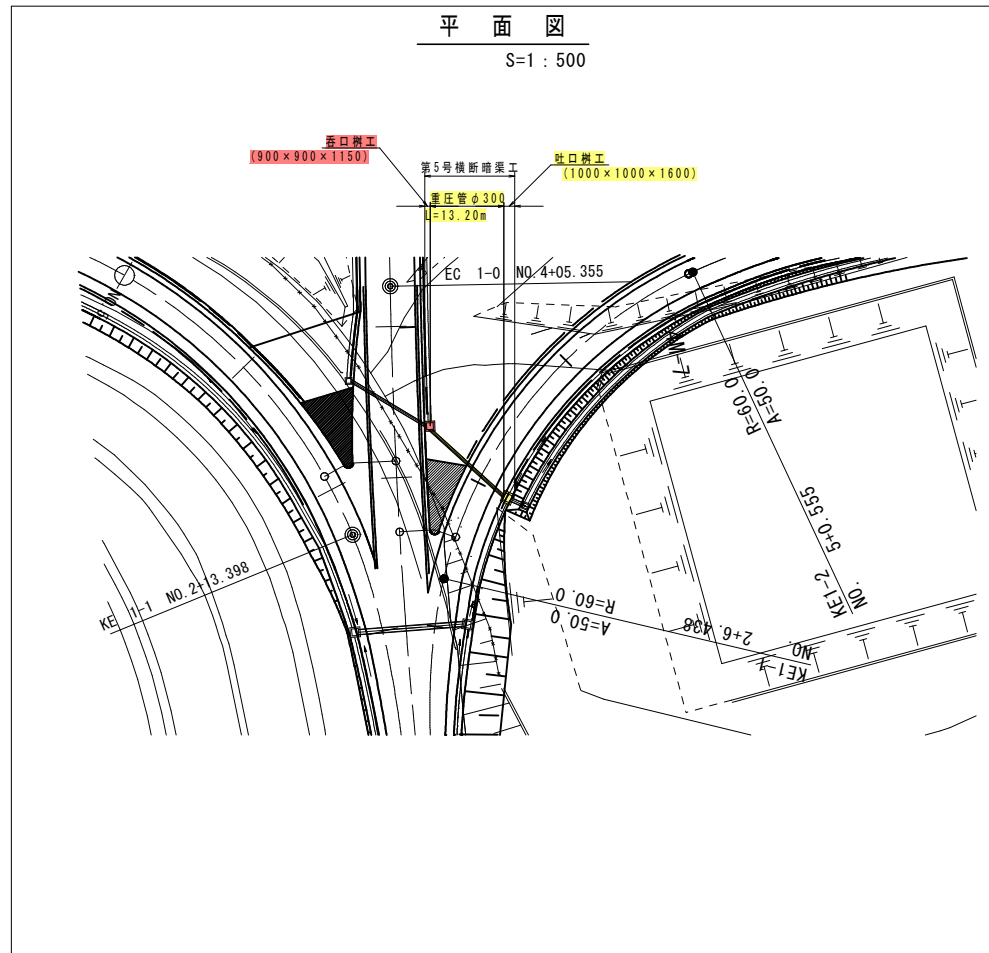 平面図
S=1:500
呑口桝工
(900×900×1150)
第5号横断暗渠工
吐口桝工
(1000×1000×1600)
重圧管φ300
L=13.20m
EC 1-0 NO.4+05.355
R=60.0
A=50.0
KE 1-1 NO.2+13.398
KE1-2 5+0.555
NO.
R=60.0
A=50.0
2+6.438
KE1-1 NO.